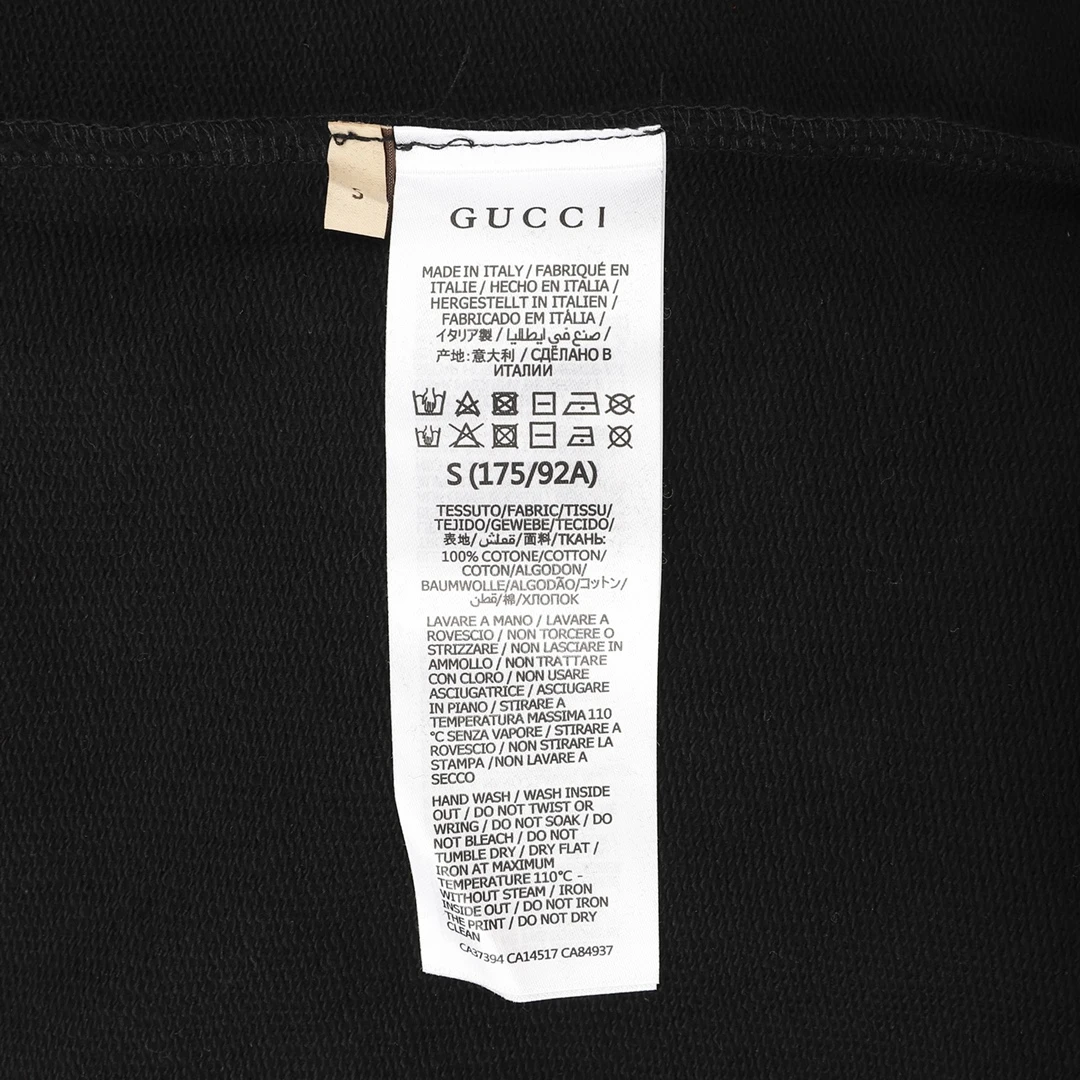 S
GUCCI
MADE IN ITALY / FABRIQUÉ EN
ITALIE / HECHO EN ITALIA /
HERGESTELLT IN ITALIEN /
FABRICADO EM ITÁLIA /
イタリア製 / صنع في ايطاليا /
产地: 意大利 / СДЕЛАНО В
ИТАЛИИ
S (175/92A)
TESSUTO/FABRIC/TISSU/
TEJIDO/GEWEBE/TECIDO/
表地/قماش/面料/ТКАНЬ:
100% COTONE/COTTON/
COTON/ALGODON/
BAUMWOLLE/ALGODÃO/コットン/
قطن/棉/ХЛОПОК
LAVARE A MANO / LAVARE A
ROVESCIO / NON TORCERE O
STRIZZARE / NON LASCIARE IN
AMMOLLO / NON TRATTARE
CON CLORO / NON USARE
ASCIUGATRICE / ASCIUGARE
IN PIANO / STIRARE A
TEMPERATURA MASSIMA 110
°C SENZA VAPORE / STIRARE A
ROVESCIO / NON STIRARE LA
STAMPA /NON LAVARE A
SECCO
HAND WASH / WASH INSIDE
OUT / DO NOT TWIST OR
WRING / DO NOT SOAK / DO
NOT BLEACH / DO NOT
TUMBLE DRY / DRY FLAT /
IRON AT MAXIMUM
TEMPERATURE 110°C -
WITHOUT STEAM / IRON
INSIDE OUT / DO NOT IRON
THE PRINT / DO NOT DRY
CLEAN
CA37394 CA14517 CA84937